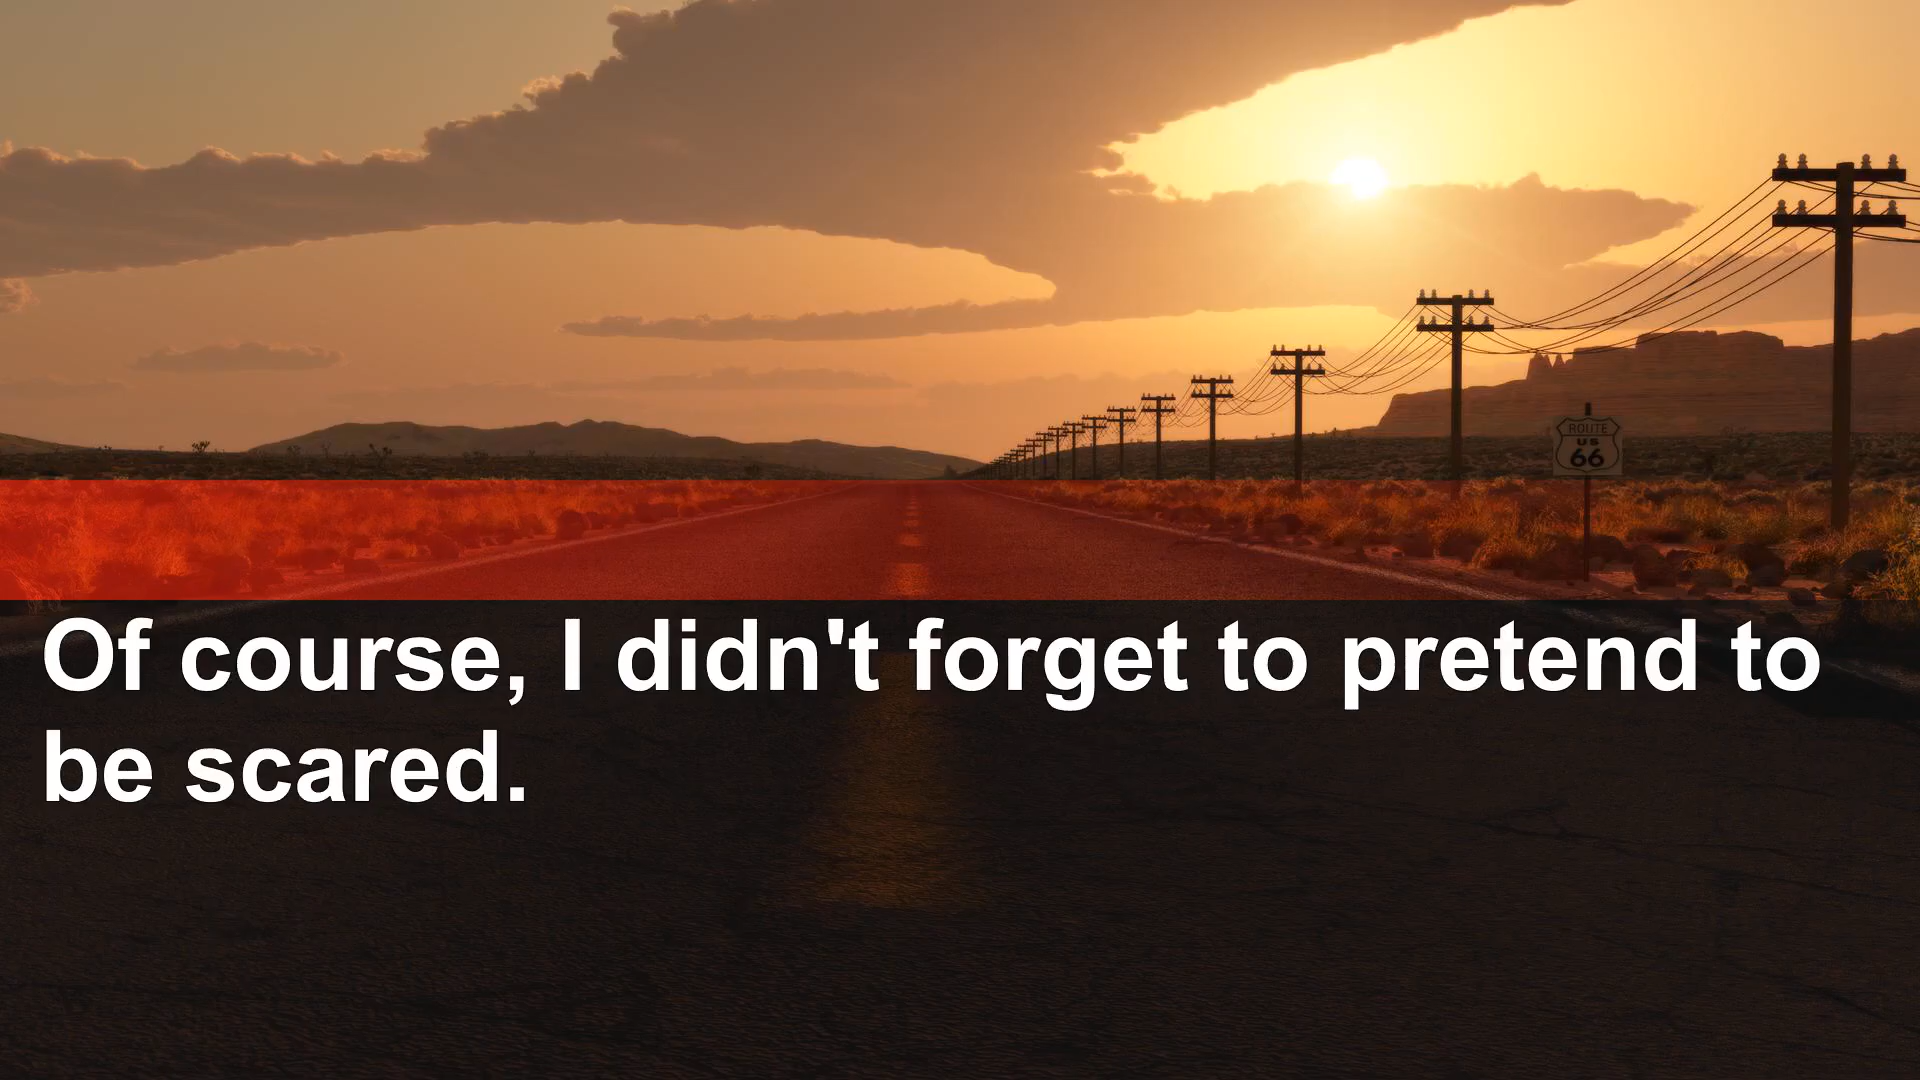 ROUTE
US
66
Of course, I didn't forget to pretend to
be scared.